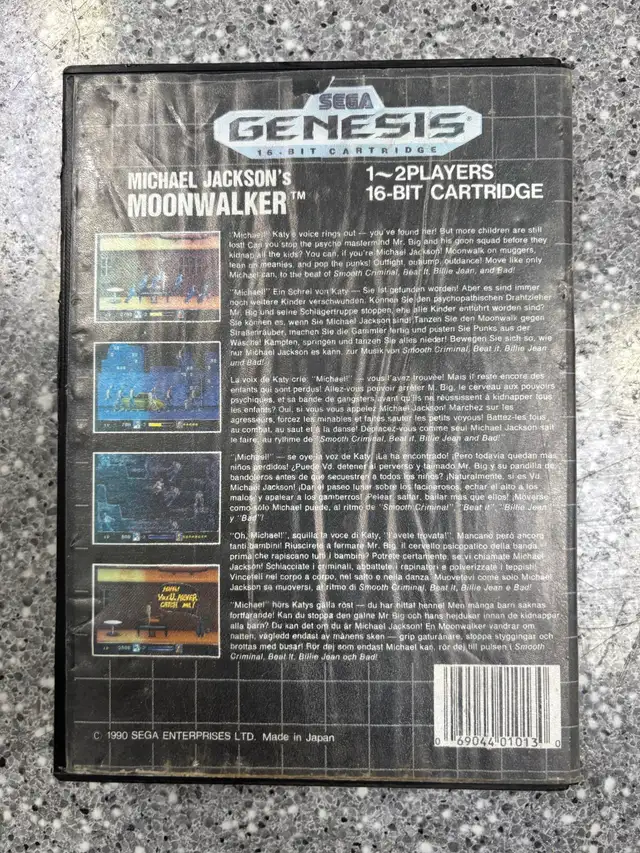 SEGA
GENESIS
16-BIT CARTRIDGE
MICHAEL JACKSON's
MOONWALKER™
1~2PLAYERS
16-BIT CARTRIDGE
"Michael!" Katy's voice rings out — you've found her! But more children are still
lost! Can you stop the psycho mastermind Mr. Big and his goon squad before they
kidnap all the kids? You can, if you're Michael Jackson! Moonwalk on muggers,
teen on meanies, and pop the punks! Outfight, outjump, outdance! Move like only
Michael can, to the beat of Smooth Criminal, Beat It, Billie Jean, and Bad!
"Michael!" Ein Schrei von Katy — Sie ist gefunden worden! Aber es sind immer
noch weitere Kinder verschwunden. Können Sie den psychopathischen Drahtzieher
Mr. Big und seine Schlägertruppe stoppen, ehe alle Kinder entführt worden sind?
Sie können es, wenn Sie Michael Jackson sind! Tanzen Sie den Moonwalk gegen
Straßenräuber, machen Sie die Gammler fertig und pusten Sie Punks aus der
Wäsche! Kämpfen, springen und tanzen Sie alles nieder! Bewegen Sie sich so, wie
nur Michael Jackson es kann, zur Musik von Smooth Criminal, Beat it, Billie Jean
und Bad!
La voix de Katy crie: "Michael!" — vous l'avez trouvée! Mais il reste encore des
enfants qui sont perdus! Allez-vous pouvoir arrêter M. Big, le cerveau aux pouvoirs
psychiques, et sa bande de gangsters avant qu'ils ne réussissent à kidnapper tous
les enfants? Oui, si vous vous appelez Michael Jackson! Marchez sur les
agresseurs, forcez les minables et faites sauter les petits voyous! Battez-les tous
au combat, au saut et à la danse! Déplacez-vous comme seul Michael Jackson sait
le faire, au rythme de "Smooth Criminal, Beat it, Billie Jean and Bad!"
"¡Michael!" — se oye la voz de Katy. ¡La ha encontrado! ¡Pero todavía quedan más
niños perdidos! ¿Puede Vd. detener al perverso y taimado Mr. Big y su pandilla de
bandoleros antes de que secuestren a todos los niños? ¡Naturalmente, si es Vd.
Michael Jackson! ¡Dar el paseo lunar sobre los facinerosos, echar el alto a los
malos, y apalear a los gamberros! ¡Pelear, saltar, bailar más que ellos! ¡Moverse
como sólo Michael puede, al ritmo de "Smooth Criminal", "Beat it", "Billie Jean"
y "Bad"!
"Oh, Michael!", squilla la voce di Katy, "l'avete trovata!". Mancano però ancora
tanti bambini! Riuscirete a fermare Mr. Big, il cervello psicopatico della banda,
prima che rapiscano tutti i bambini? Potrete certamente, se vi chiamate Michael
Jackson! Schiacciate i criminali, abbattete i rapinatori e polverizzate i teppisti!
Vinceteli nel corpo a corpo, nel salto e nella danza. Muovetevi come solo Michael
sa muoversi, al ritmo di Smooth Criminal, Beat It, Billie Jean e Bad!
"Michael" hörs Katys gälla röst — du har hittat henne! Men många barn saknas
fortfarande! Kan du stoppa den galne Mr Big och hans hejdukar innan de kidnapper
alla barn? Du kan det om du är Michael Jackson! En Moonwalker vandrar om
natten, vägledd endast av månens sken — grip gaturånare, stoppa styggingar och
brottas med busar! Rör dej som endast Michael kan, rör dej till pulsen i Smooth
Criminal, Beat It, Billie Jean och Bad!
HAHA!
YOU'LL NEVER
CATCH ME!
© 1990 SEGA ENTERPRISES LTD. Made in Japan
0 69044 01013 0